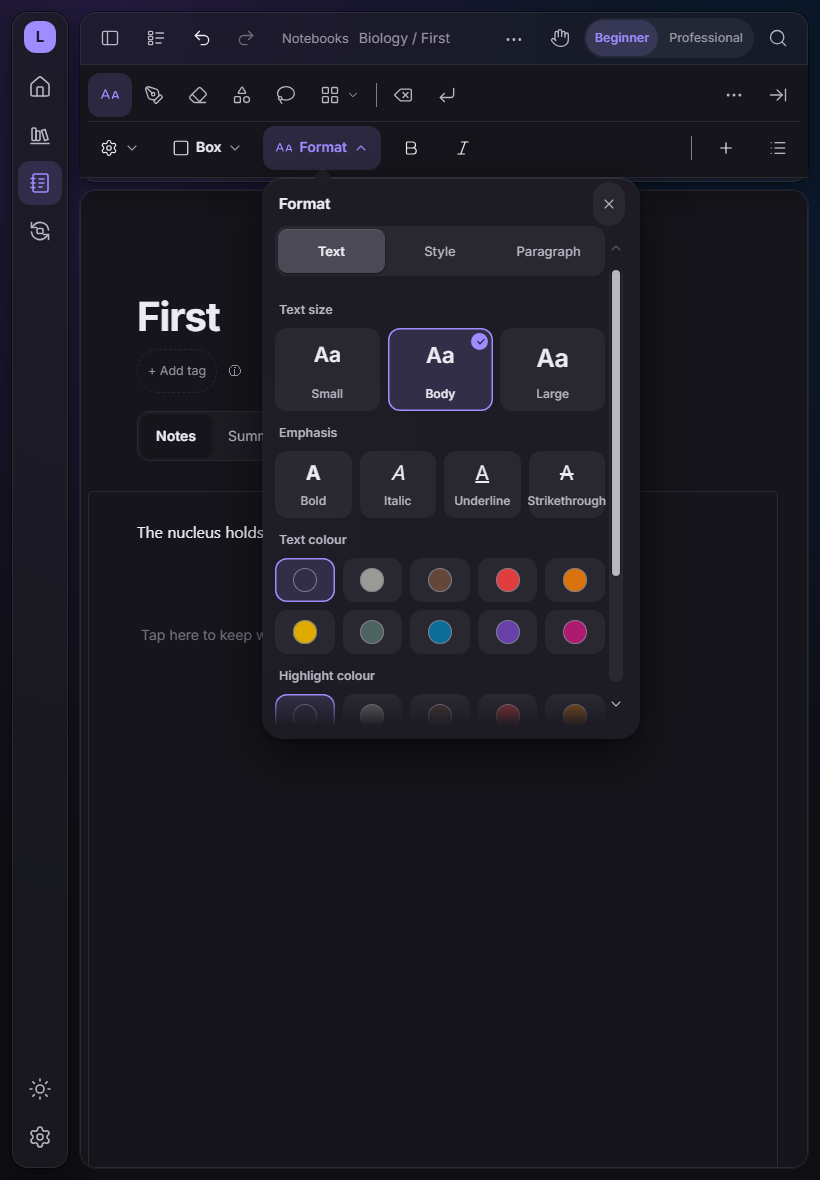 L
Notebooks Biology / First
Beginner Professional
AA
Box
AA Format
B I
Format
Text Style Paragraph
Text size
Aa Aa Aa
Small Body Large
Emphasis
A A A A
Bold Italic Underline Strikethrough
Text colour
Highlight colour
First
+ Add tag
Notes Summ
The nucleus holds
Tap here to keep